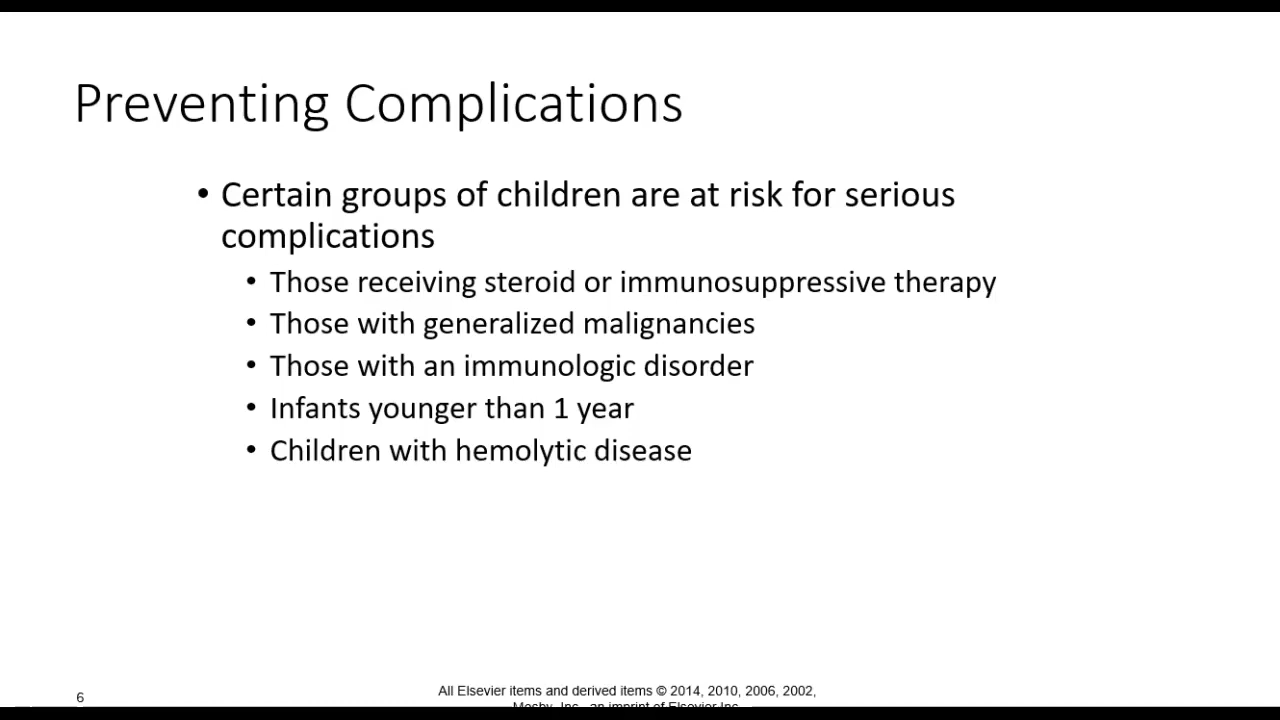 Preventing Complications
• Certain groups of children are at risk for serious
complications
• Those receiving steroid or immunosuppressive therapy
• Those with generalized malignancies
• Those with an immunologic disorder
• Infants younger than 1 year
• Children with hemolytic disease
6
All Elsevier items and derived items © 2014, 2010, 2006, 2002,
Mosby, Inc., an imprint of Elsevier Inc.